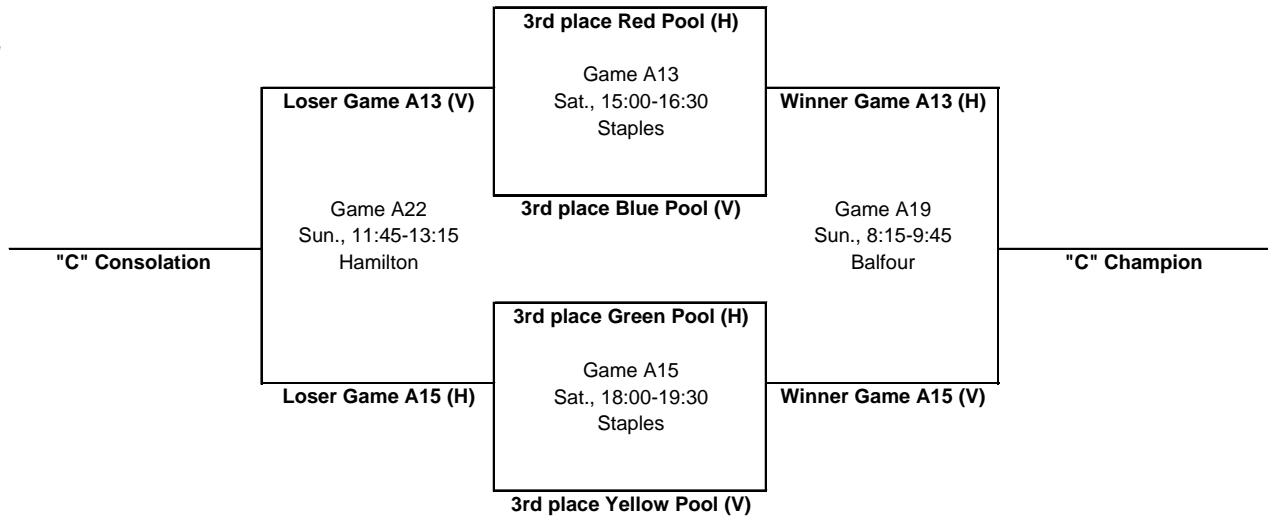 3rd place Red Pool (H)
Game A13
Sat., 15:00-16:30
Staples
Loser Game A13 (V)
Winner Game A13 (H)
3rd place Blue Pool (V)
Game A22
Sun., 11:45-13:15
Hamilton
Game A19
Sun., 8:15-9:45
Balfour
"C" Consolation
"C" Champion
3rd place Green Pool (H)
Game A15
Sat., 18:00-19:30
Staples
Loser Game A15 (H)
Winner Game A15 (V)
3rd place Yellow Pool (V)